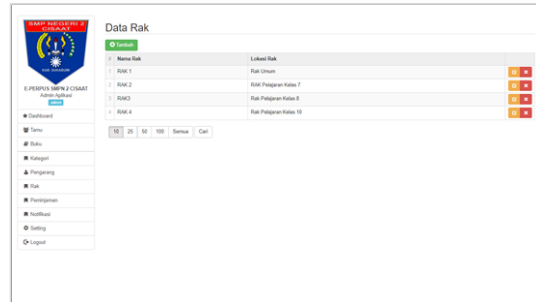 SMP NEGERI 2
CISAAT
KAB. SUKABUMI
E-PERPUS SMPN 2 CISAAT
Admin Aplikasi
admin
Dashboard
Tamu
Buku
Kategori
Pengarang
Rak
Peminjaman
Notifikasi
Setting
Logout
Data Rak
Tambah
# Nama Rak Lokasi Rak
1 RAK 1 Rak Umum
2 RAK 2 RAK Pelajaran Kelas 7
3 RAK3 Rak Pelajaran Kelas 8
4 RAK 4 Rak Pelajaran Kelas 10
10 25 50 100 Semua Cari